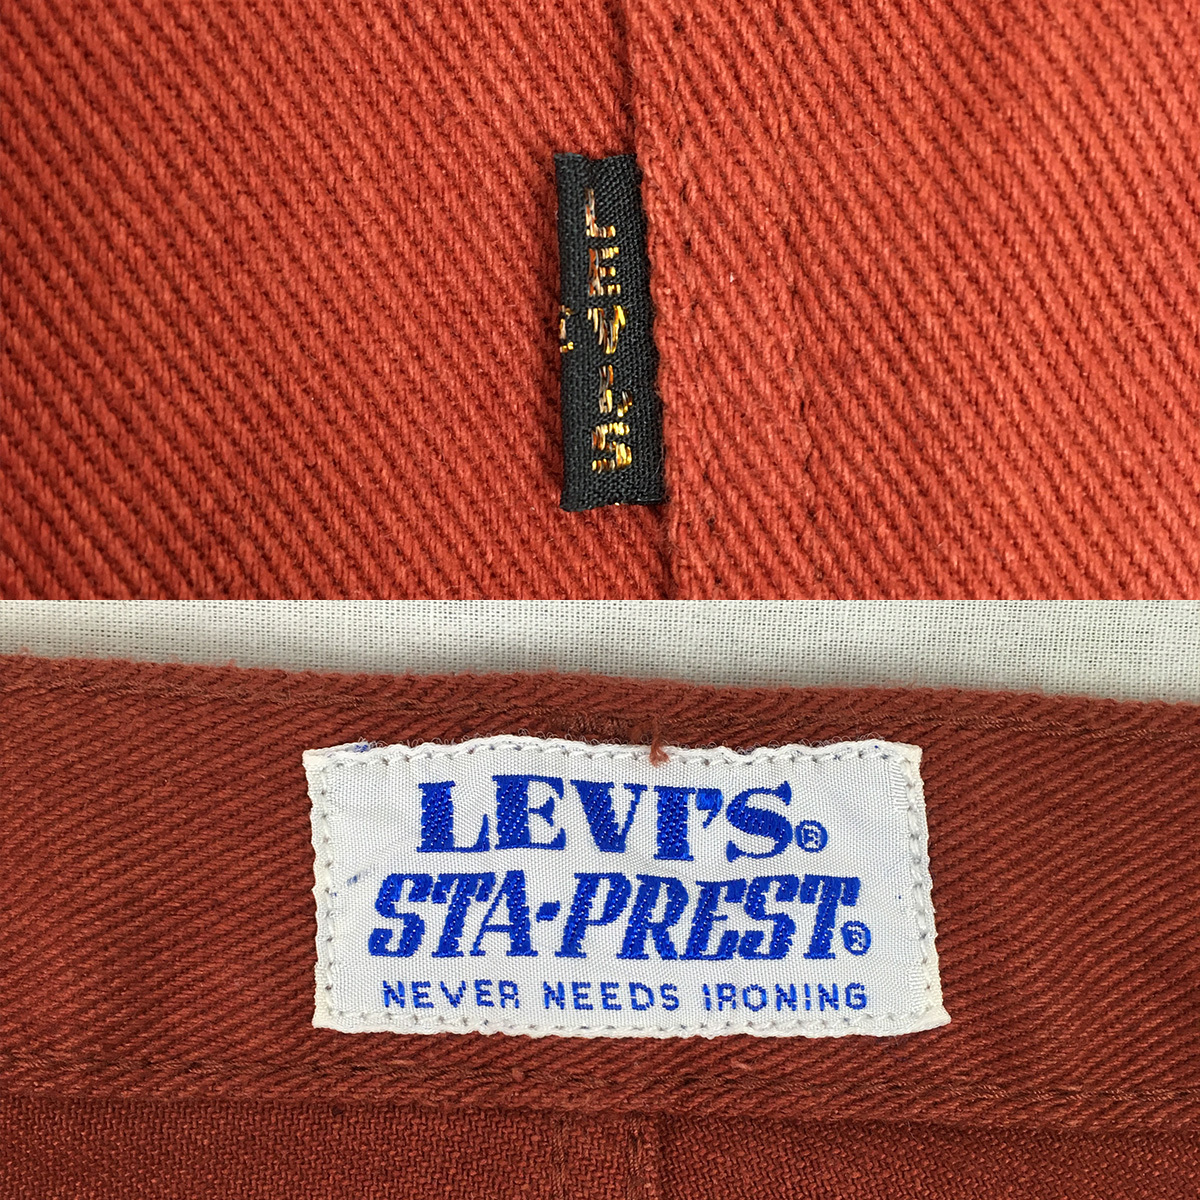 LEVI'S
®
LEVI'S®
STA-PREST®
NEVER NEEDS IRONING